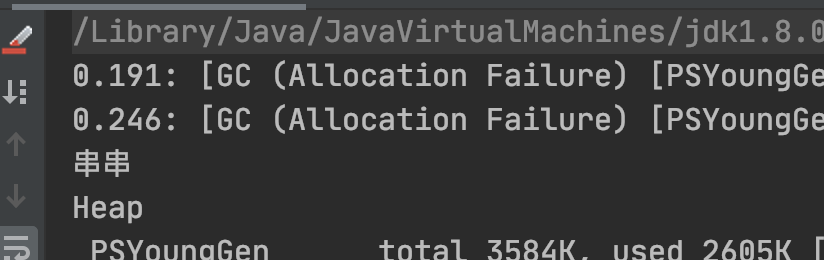 /Library/Java/JavaVirtualMachines/jdk1.8.0
0.191: [GC (Allocation Failure) [PSYoungGe
0.246: [GC (Allocation Failure) [PSYoungGe
串串
Heap
PSYoungGen total 3584K, used 2605K [